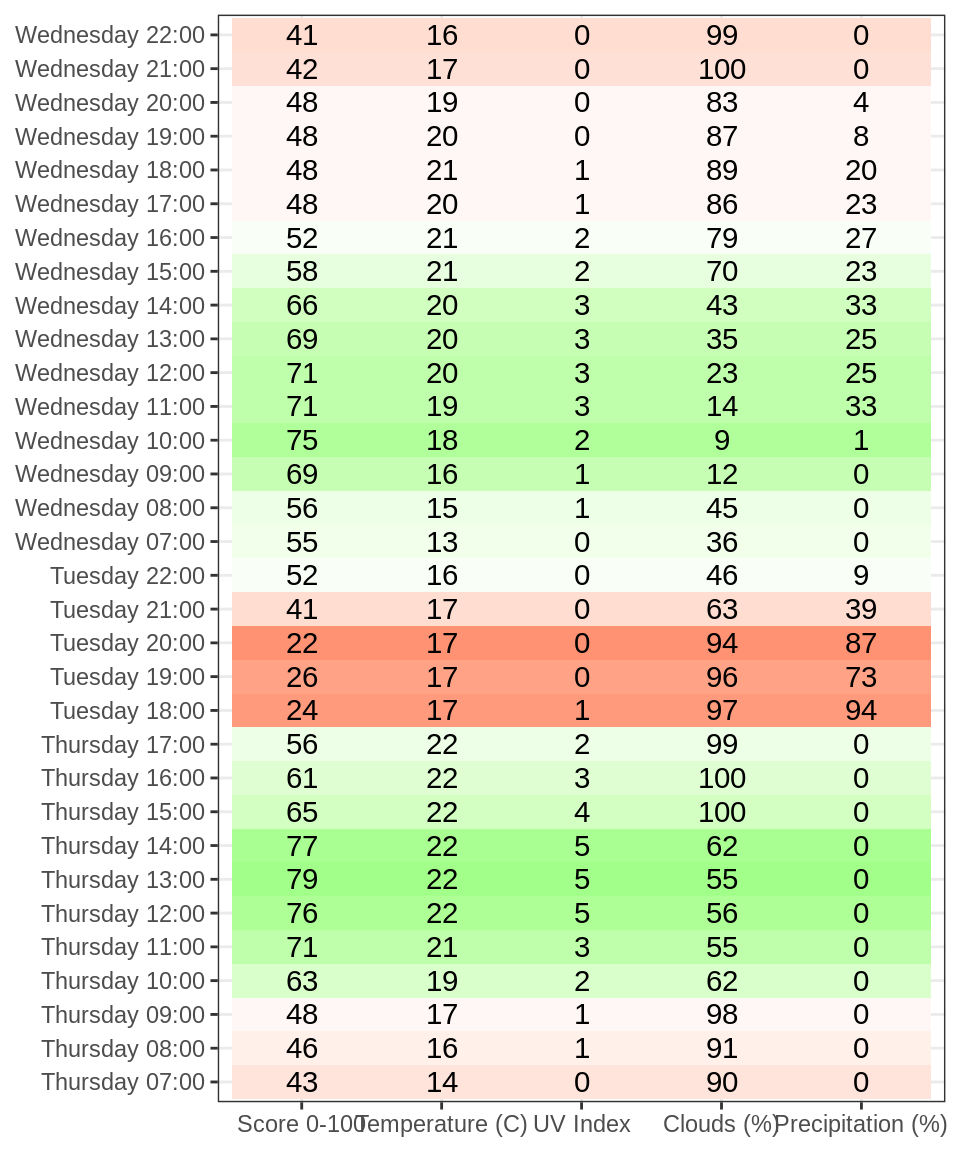 Wednesday 22:00 41 16 0 99 0
Wednesday 21:00 42 17 0 100 0
Wednesday 20:00 48 19 0 83 4
Wednesday 19:00 48 20 0 87 8
Wednesday 18:00 48 21 1 89 20
Wednesday 17:00 48 20 1 86 23
Wednesday 16:00 52 21 2 79 27
Wednesday 15:00 58 21 2 70 23
Wednesday 14:00 66 20 3 43 33
Wednesday 13:00 69 20 3 35 25
Wednesday 12:00 71 20 3 23 25
Wednesday 11:00 71 19 3 14 33
Wednesday 10:00 75 18 2 9 1
Wednesday 09:00 69 16 1 12 0
Wednesday 08:00 56 15 1 45 0
Wednesday 07:00 55 13 0 36 0
Tuesday 22:00 52 16 0 46 9
Tuesday 21:00 41 17 0 63 39
Tuesday 20:00 22 17 0 94 87
Tuesday 19:00 26 17 0 96 73
Tuesday 18:00 24 17 1 97 94
Thursday 17:00 56 22 2 99 0
Thursday 16:00 61 22 3 100 0
Thursday 15:00 65 22 4 100 0
Thursday 14:00 77 22 5 62 0
Thursday 13:00 79 22 5 55 0
Thursday 12:00 76 22 5 56 0
Thursday 11:00 71 21 3 55 0
Thursday 10:00 63 19 2 62 0
Thursday 09:00 48 17 1 98 0
Thursday 08:00 46 16 1 91 0
Thursday 07:00 43 14 0 90 0
Score 0-100 Temperature (C) UV Index Clouds (%) Precipitation (%)